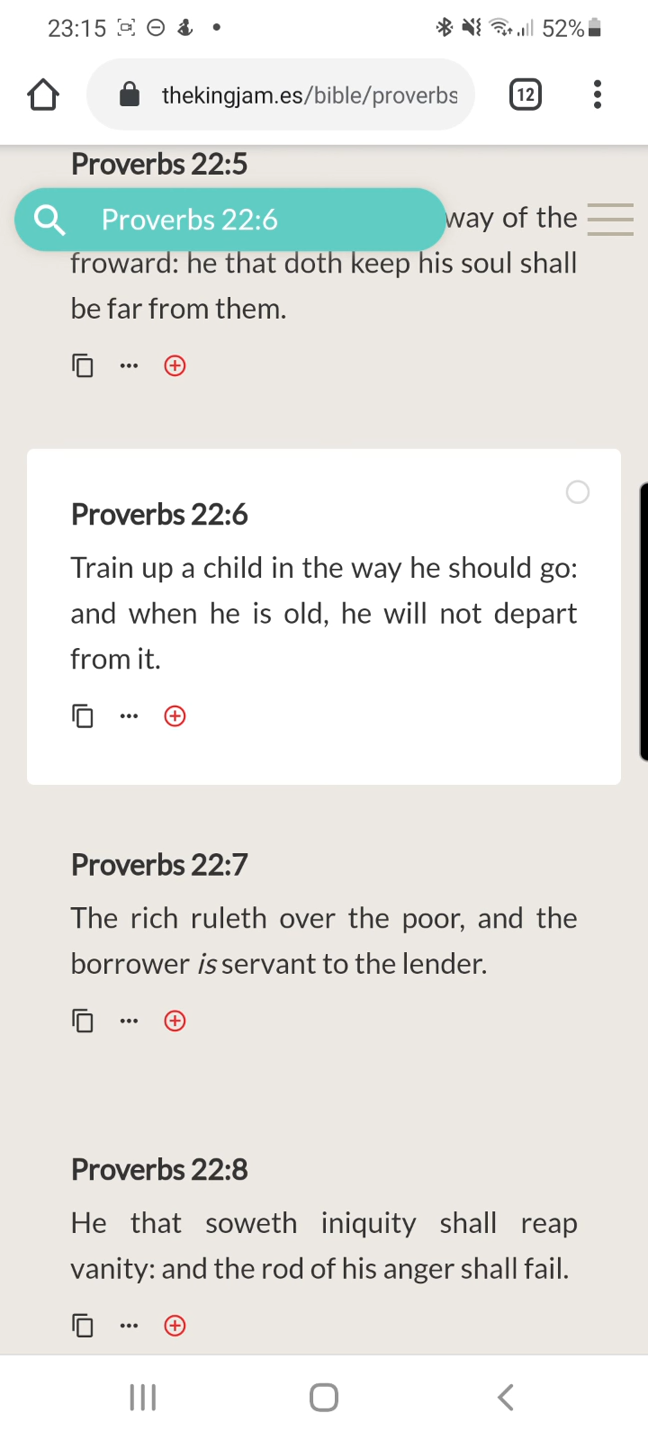 23:15
52%
thekingjam.es/bible/proverbs
12
Proverbs 22:5
Proverbs 22:6
way of the
froward: he that doth keep his soul shall
be far from them.
Proverbs 22:6
Train up a child in the way he should go:
and when he is old, he will not depart
from it.
Proverbs 22:7
The rich ruleth over the poor, and the
borrower is servant to the lender.
Proverbs 22:8
He that soweth iniquity shall reap
vanity: and the rod of his anger shall fail.